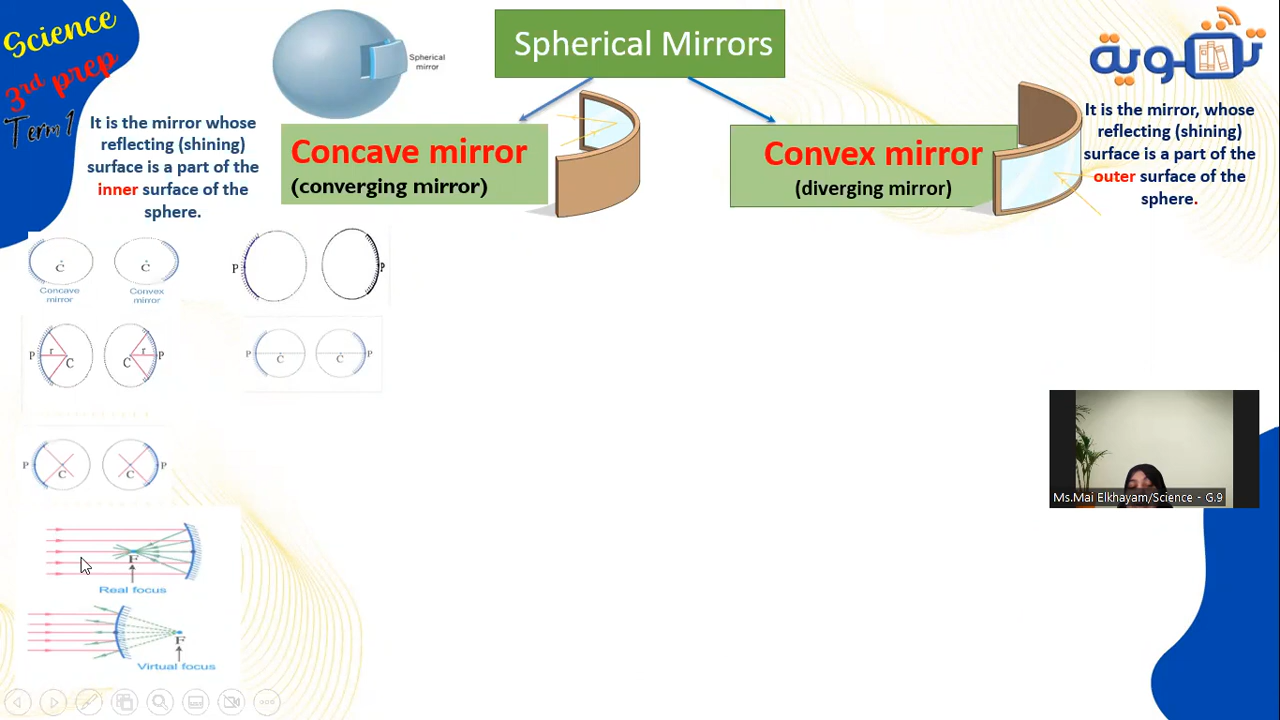 Science
3rd prep
Term 1
Spherical
mirror
Spherical Mirrors
تقوية
It is the mirror whose
reflecting (shining)
surface is a part of the
inner surface of the
sphere.
Concave mirror
(converging mirror)
Convex mirror
(diverging mirror)
It is the mirror, whose
reflecting (shining)
surface is a part of the
outer surface of the
sphere.
C
C
Concave
mirror
Convex
mirror
P
P
P
r
C
C
r
P
P
C
C
P
P
C
C
P
F
Real focus
F
Virtual focus
Ms.Mai Elkhayam/Science - G.9